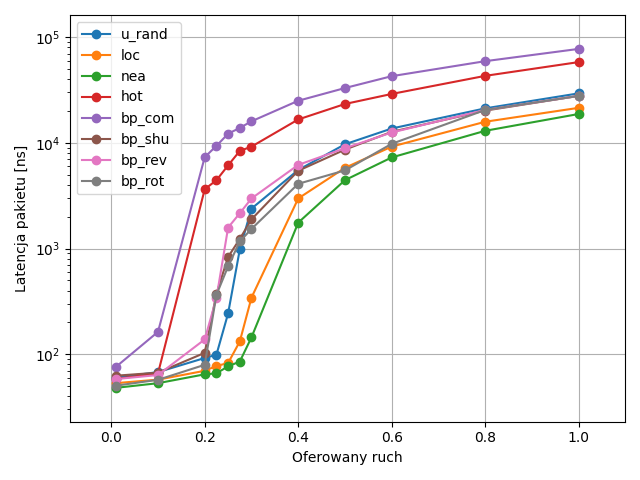 u_rand
loc
nea
hot
bp_com
bp_shu
bp_rev
bp_rot
10^5
10^4
10^3
10^2
Latencja pakietu [ns]
0.0 0.2 0.4 0.6 0.8 1.0
Oferowany ruch